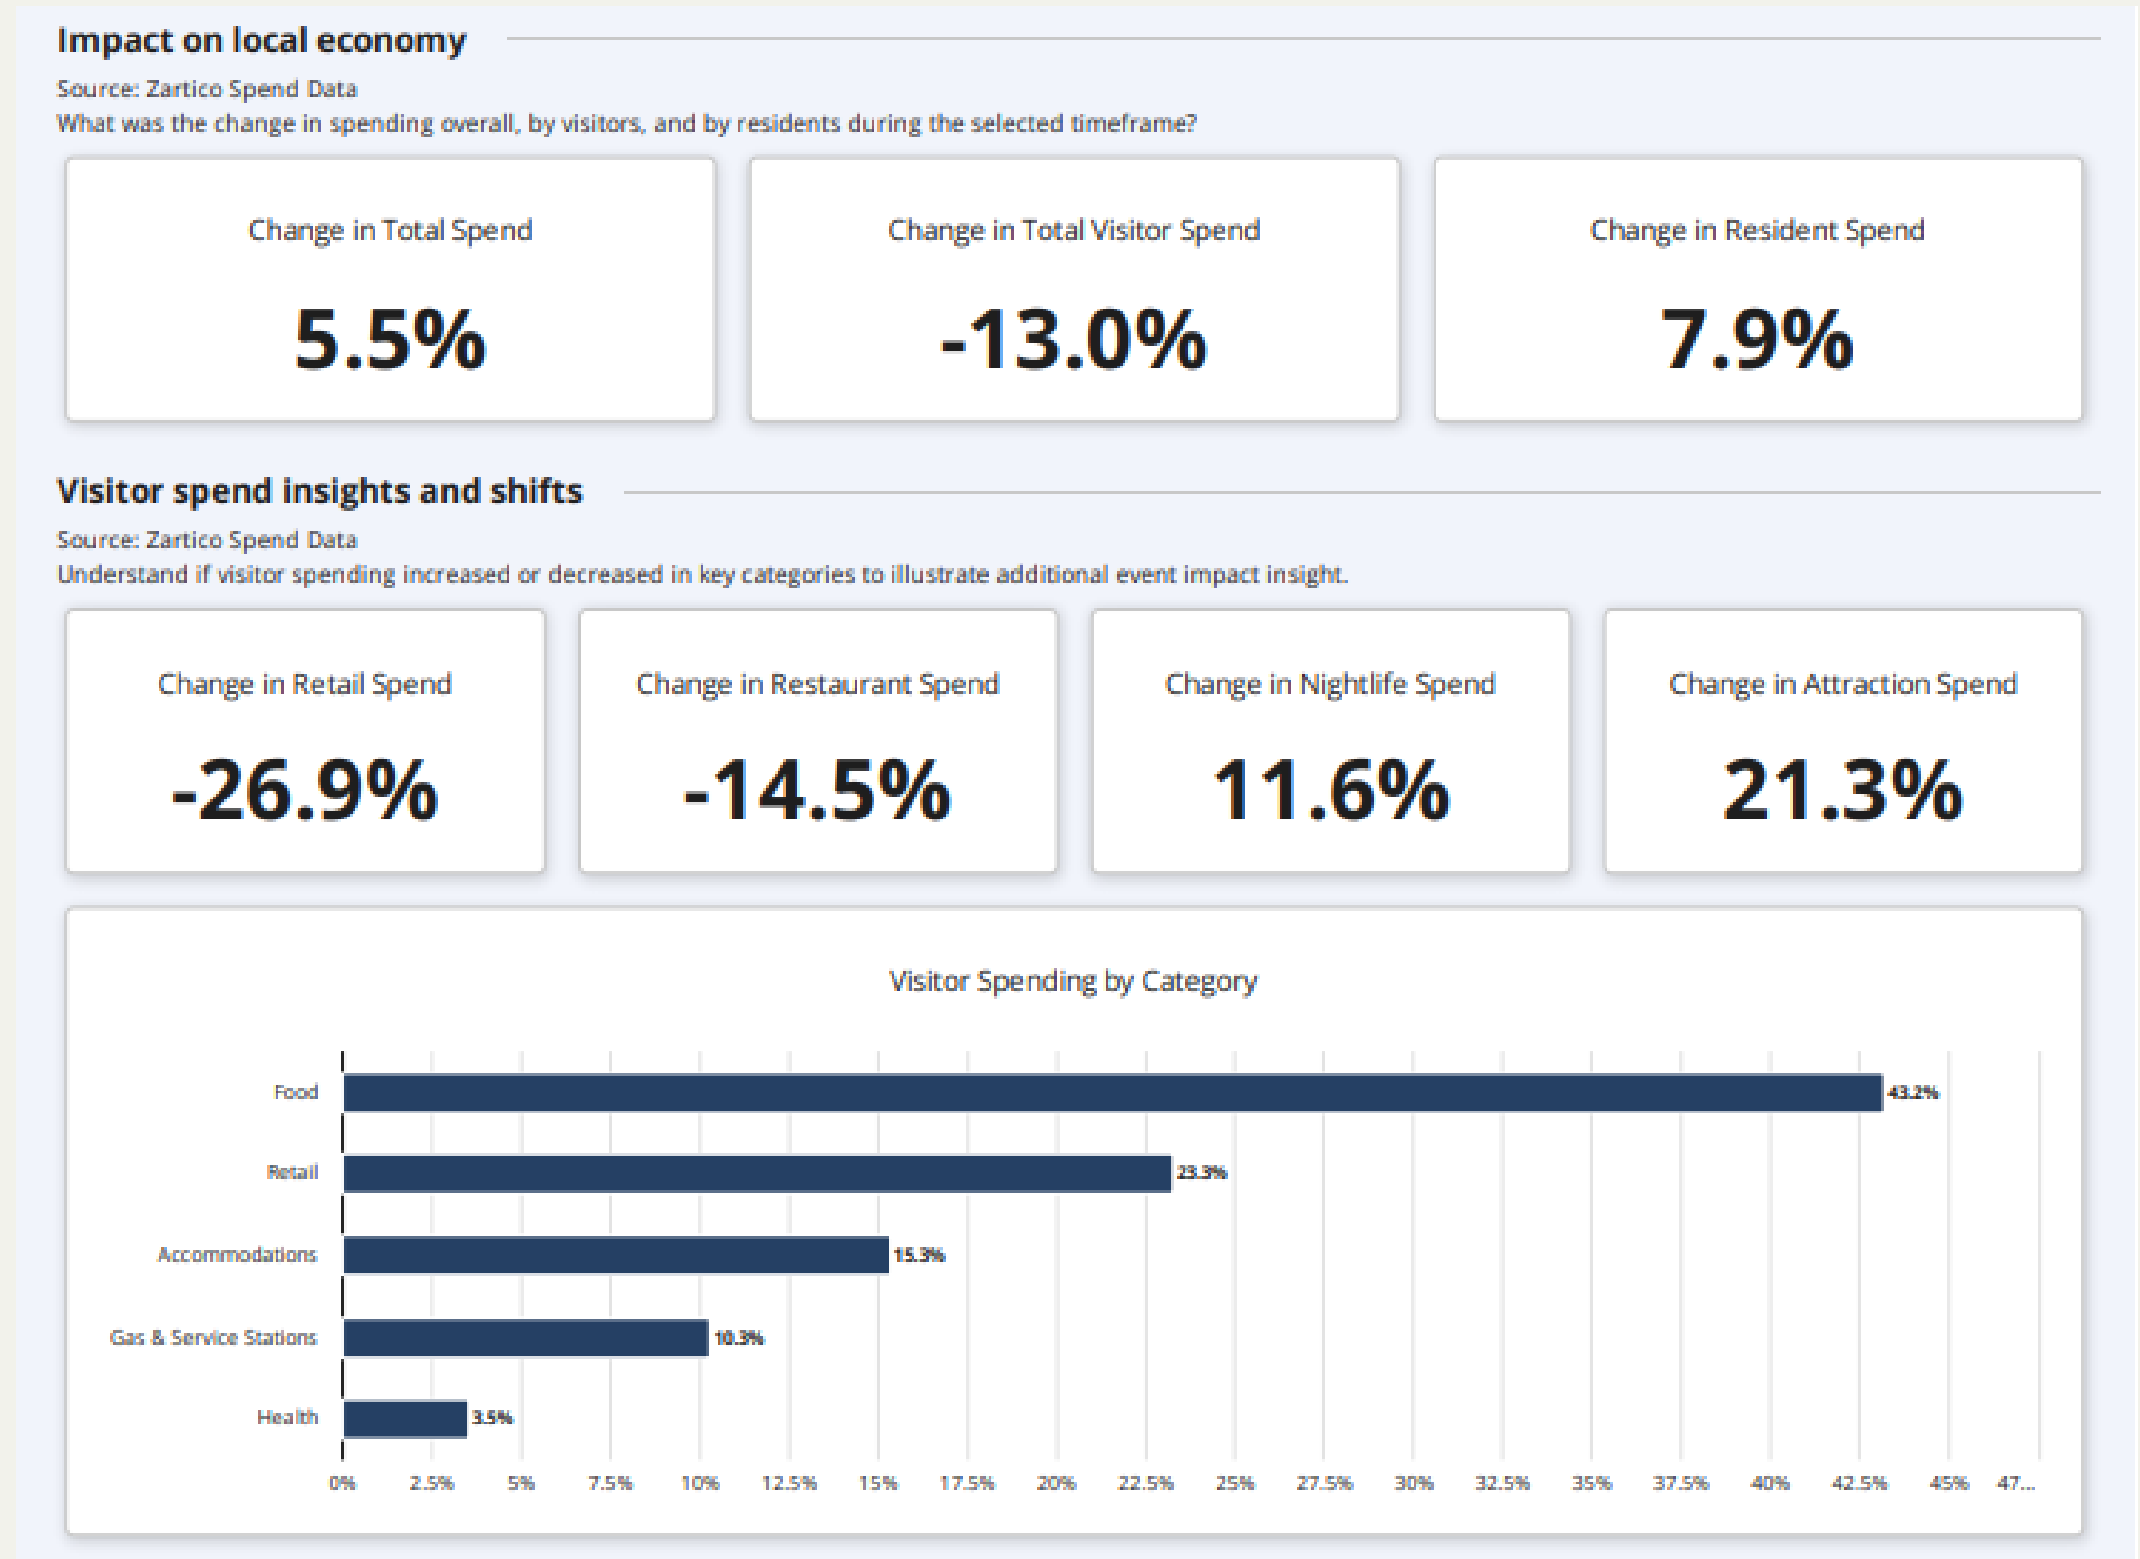 Impact on local economy
Source: Zartico Spend Data
What was the change in spending overall, by visitors, and by residents during the selected timeframe?
Change in Total Spend
Change in Total Visitor Spend
Change in Resident Spend
5.5%
-13.0%
7.9%
Visitor spend insights and shifts
Source: Zartico Spend Data
Understand if visitor spending increased or decreased in key categories to illustrate additional event impact insight.
Change in Retail Spend
Change in Restaurant Spend
Change in Nightlife Spend
Change in Attraction Spend
-26.9%
-14.5%
11.6%
21.3%
Visitor Spending by Category
Food 43.2%
Retail 23.3%
Accommodations 15.3%
Gas & Service Stations 10.3%
Health 3.5%
0% 2.5% 5% 7.5% 10% 12.5% 15% 17.5% 20% 22.5% 25% 27.5% 30% 32.5% 35% 37.5% 40% 42.5% 45% 47...